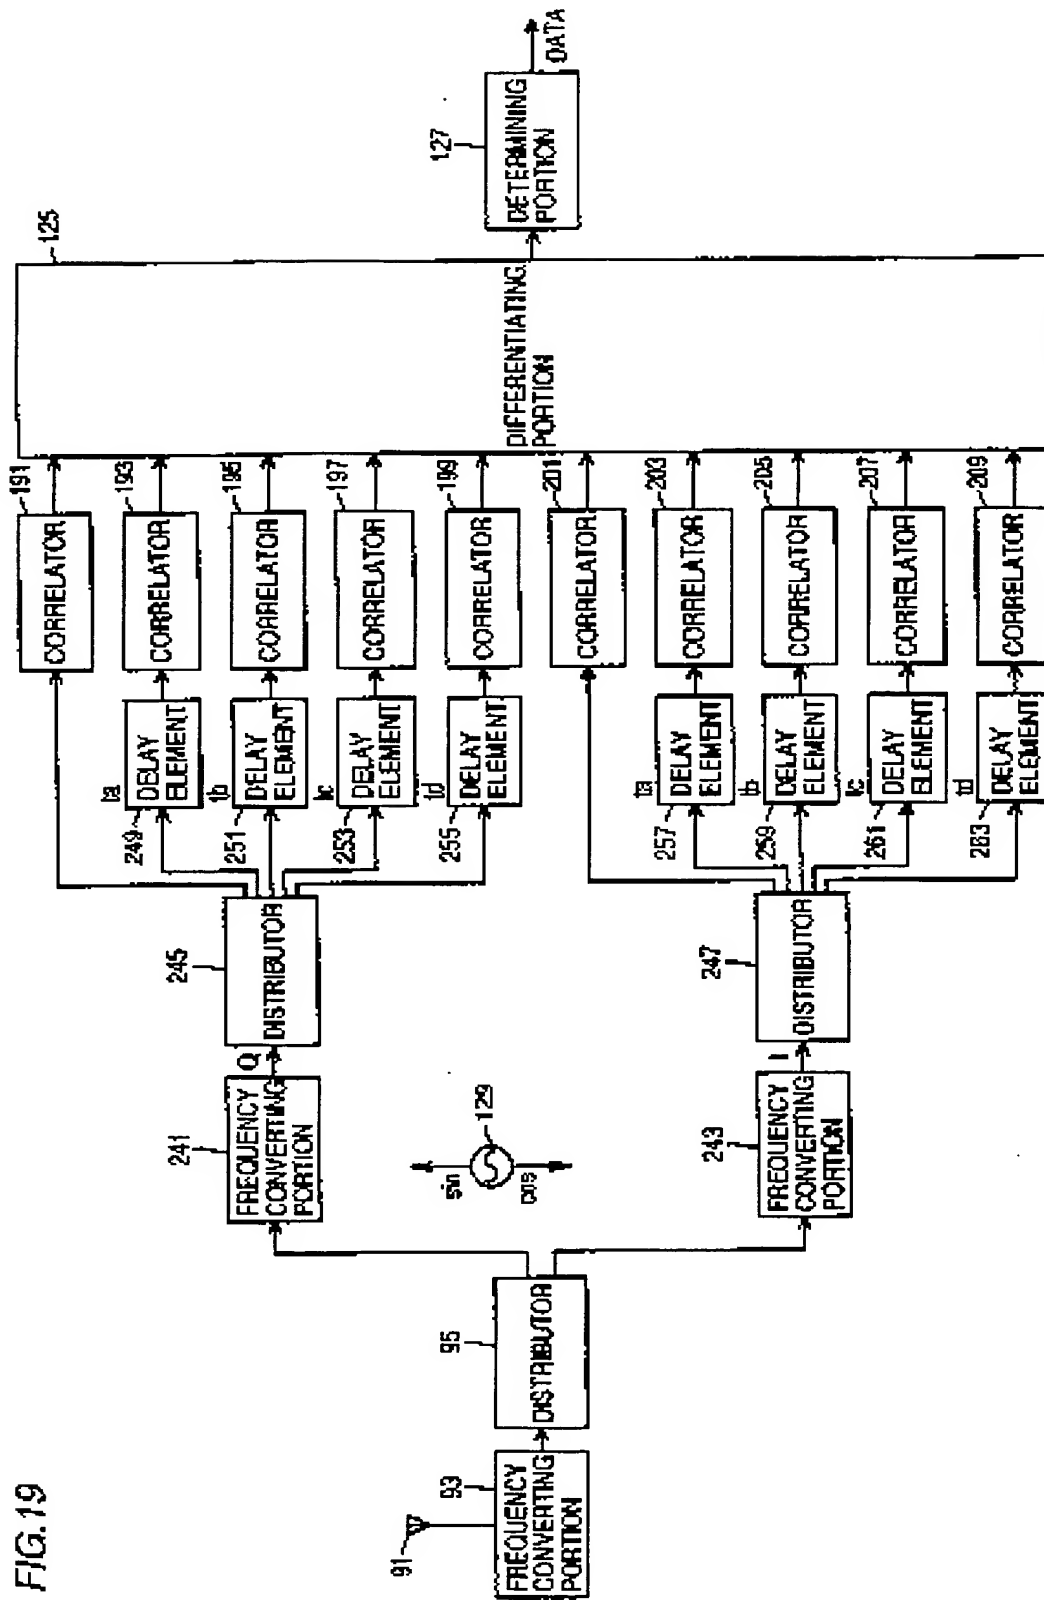 FIG.19
91
93
FREQUENCY
CONVERTING
PORTION
95
DISTRIBUTOR
241
FREQUENCY
CONVERTING
PORTION
Q
sin
129
cos
243
FREQUENCY
CONVERTING
PORTION
I
245
DISTRIBUTOR
247
DISTRIBUTOR
ta
249
DELAY
ELEMENT
tb
251
DELAY
ELEMENT
tc
253
DELAY
ELEMENT
td
255
DELAY
ELEMENT
ta
257
DELAY
ELEMENT
tb
259
DELAY
ELEMENT
tc
261
DELAY
ELEMENT
td
263
DELAY
ELEMENT
191
CORRELATOR
193
CORRELATOR
195
CORRELATOR
197
CORRELATOR
199
CORRELATOR
201
CORRELATOR
203
CORRELATOR
205
CORRELATOR
207
CORRELATOR
209
CORRELATOR
125
DIFFERENTIATING
PORTION
127
DETERMINING
PORTION
DATA